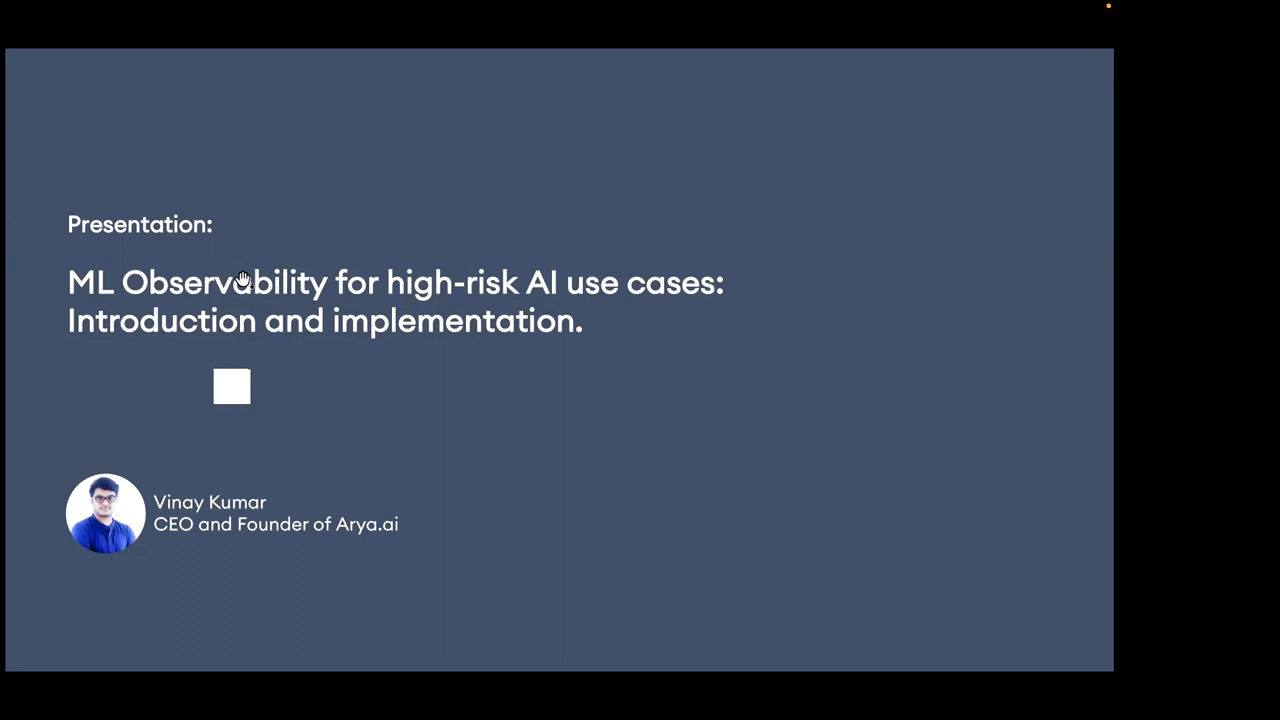 Presentation:
ML Observability for high-risk AI use cases:
Introduction and implementation.
Vinay Kumar
CEO and Founder of Arya.ai